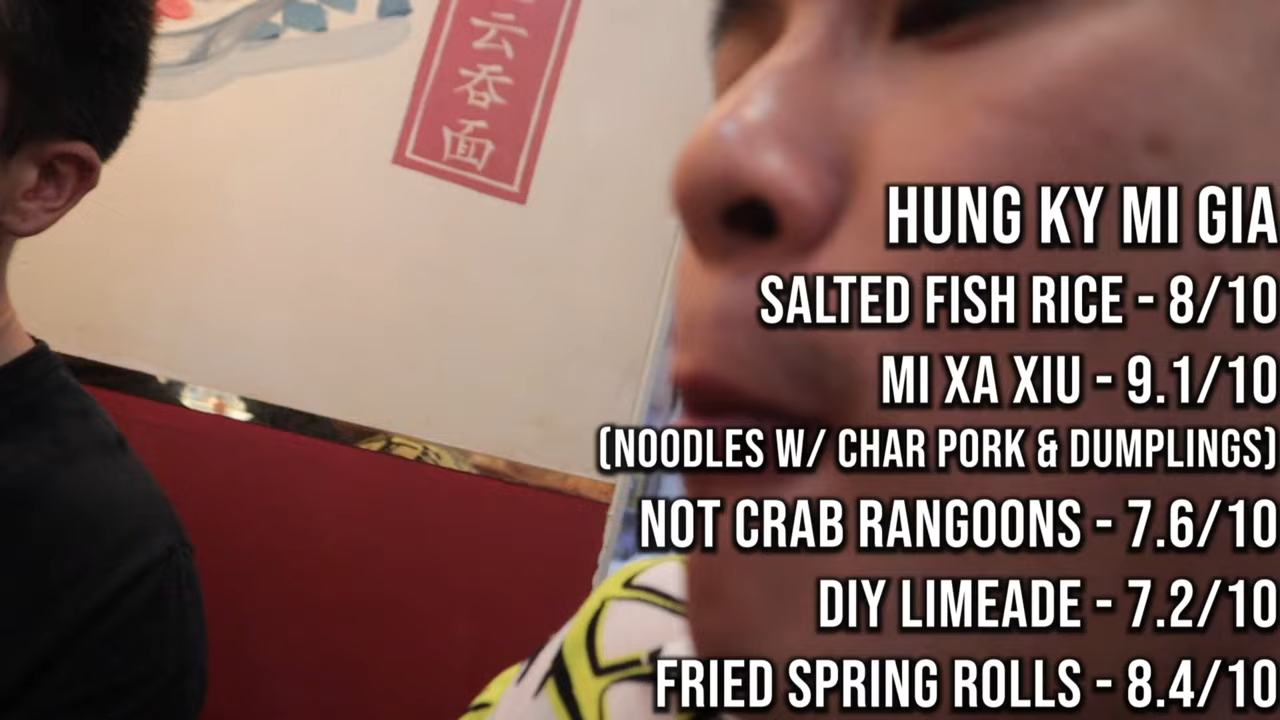 云
吞
面
HUNG KY MI GIA
SALTED FISH RICE - 8/10
MI XA XIU - 9.1/10
(NOODLES W/ CHAR PORK & DUMPLINGS)
NOT CRAB RANGOONS - 7.6/10
DIY LIMEADE - 7.2/10
FRIED SPRING ROLLS - 8.4/10